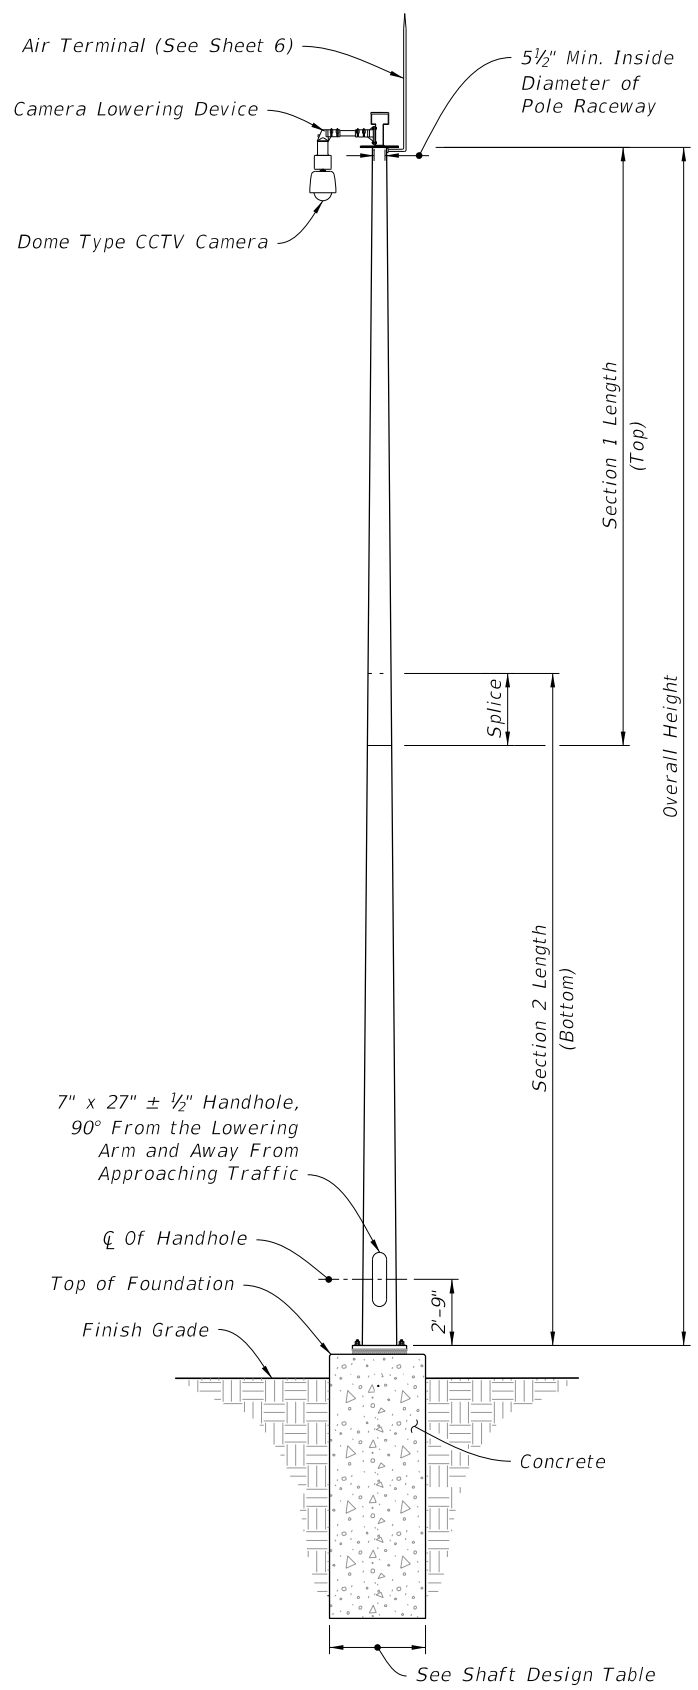 Air Terminal (See Sheet 6)
5½" Min. Inside
Diameter of
Pole Raceway
Camera Lowering Device
Dome Type CCTV Camera
Section 1 Length
(Top)
Splice
Overall Height
Section 2 Length
(Bottom)
7" x 27" ± ½" Handhole,
90° From the Lowering
Arm and Away From
Approaching Traffic
℄ Of Handhole
Top of Foundation
2'-9"
Finish Grade
Concrete
See Shaft Design Table